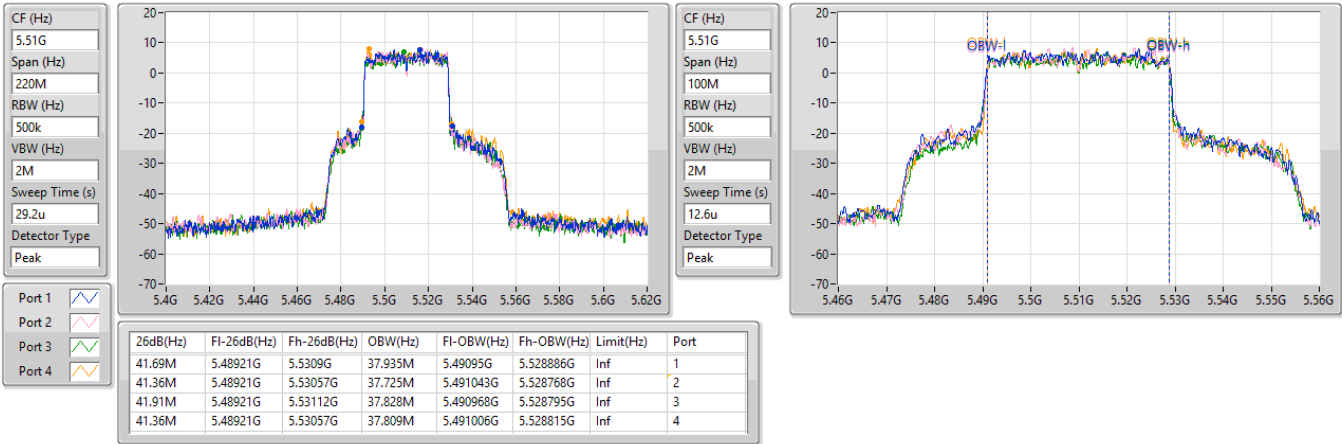 CF (Hz)
5.51G
Span (Hz)
220M
RBW (Hz)
500k
VBW (Hz)
2M
Sweep Time (s)
29.2u
Detector Type
Peak
20
10
0
-10
-20
-30
-40
-50
-60
-70
5.4G 5.42G 5.44G 5.46G 5.48G 5.5G 5.52G 5.54G 5.56G 5.58G 5.6G 5.62G
CF (Hz)
5.51G
Span (Hz)
100M
RBW (Hz)
500k
VBW (Hz)
2M
Sweep Time (s)
12.6u
Detector Type
Peak
20
10
0
-10
-20
-30
-40
-50
-60
-70
OBW-l OBW-h
5.46G 5.47G 5.48G 5.49G 5.5G 5.51G 5.52G 5.53G 5.54G 5.55G 5.56G
Port 1
Port 2
Port 3
Port 4
26dB(Hz) Fl-26dB(Hz) Fh-26dB(Hz) OBW(Hz) Fl-OBW(Hz) Fh-OBW(Hz) Limit(Hz) Port
41.69M 5.48921G 5.5309G 37.935M 5.49095G 5.528886G Inf 1
41.36M 5.48921G 5.53057G 37.725M 5.491043G 5.528768G Inf 2
41.91M 5.48921G 5.53112G 37.828M 5.490968G 5.528795G Inf 3
41.36M 5.48921G 5.53057G 37.809M 5.491006G 5.528815G Inf 4